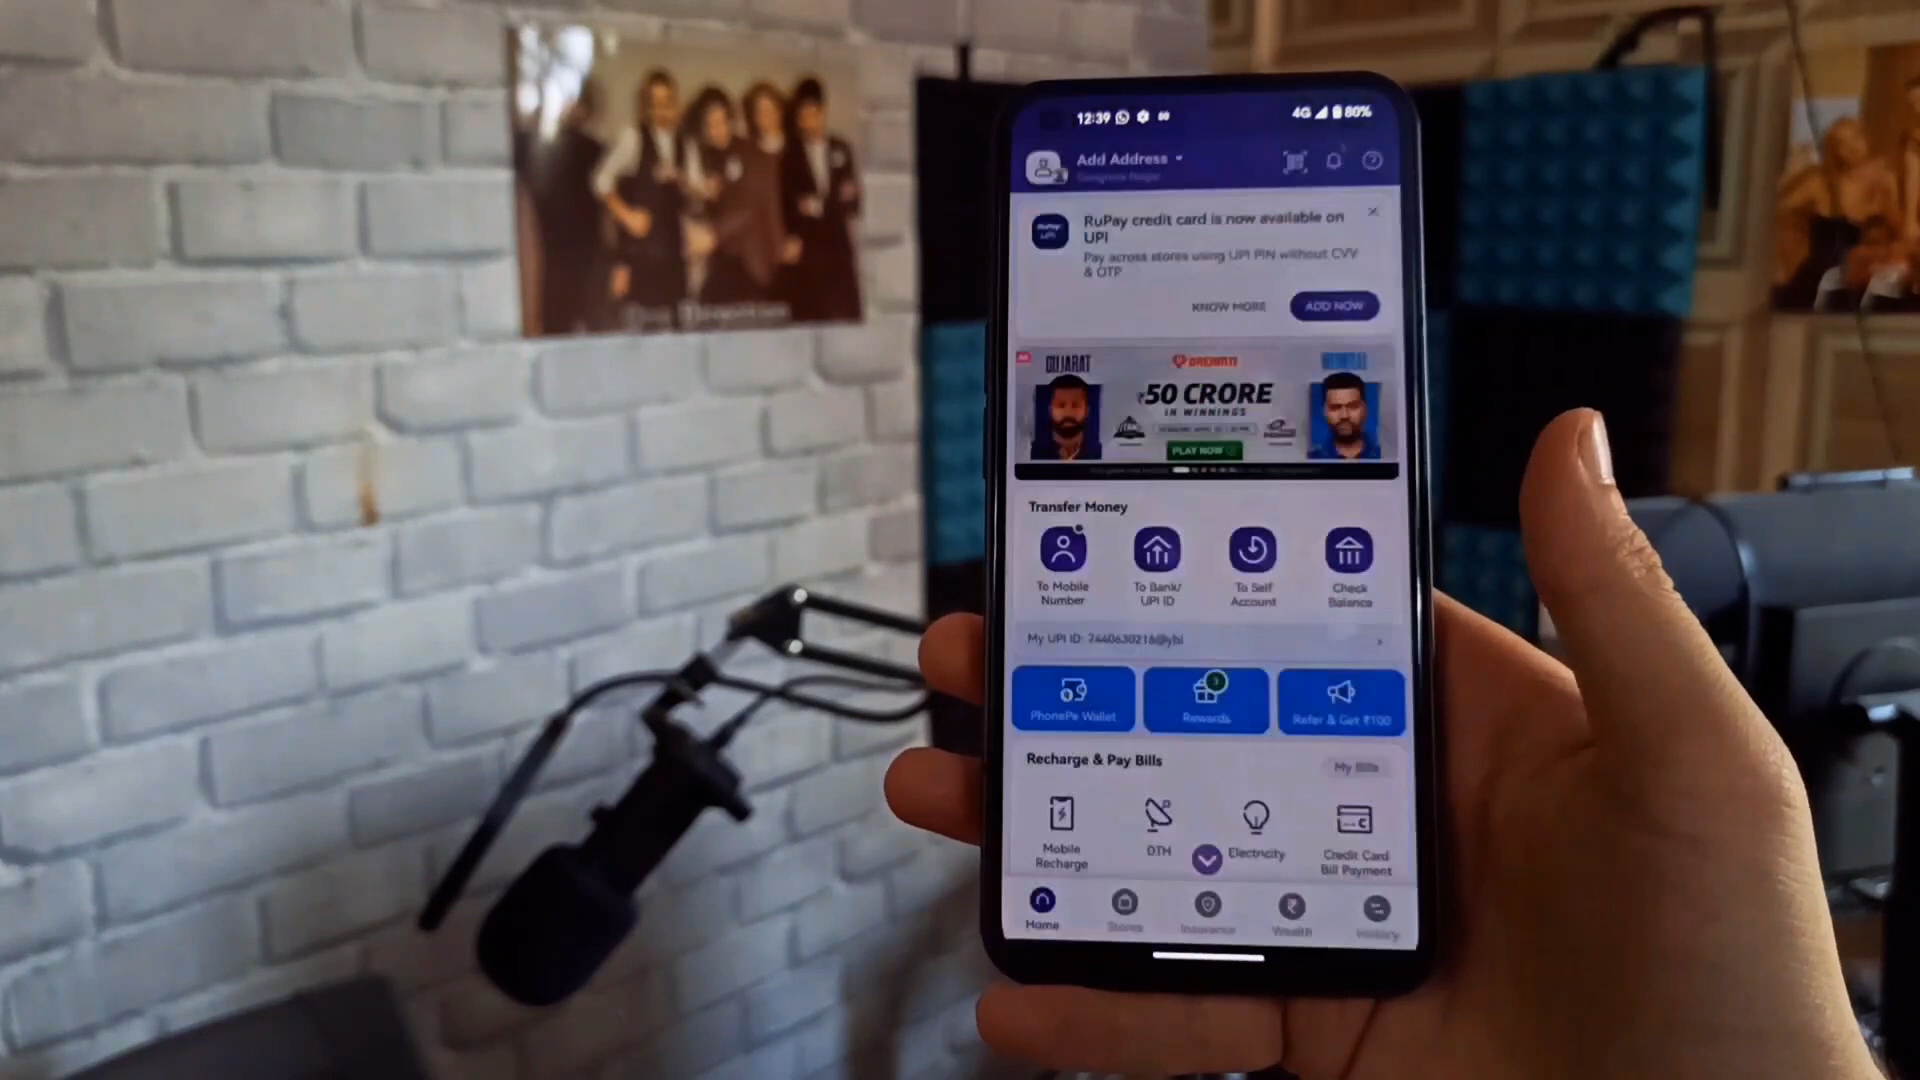 12:39
4G 80%
Add Address
RuPay credit card is now available on
UPI
Pay across stores using UPI PIN without CVV
& OTP
KNOW MORE
ADD NOW
GUJARAT
MUMBAI
DREAM11
₹50 CRORE
IN WINNINGS
PLAY NOW
Transfer Money
To Mobile
Number
To Bank/
UPI ID
To Self
Account
Check
Balance
My UPI ID: 7440630216@ybl
PhonePe Wallet
3
Rewards
Refer & Get ₹100
Recharge & Pay Bills
My Bills
Mobile
Recharge
DTH
Electricity
Credit Card
Bill Payment
Home
Stores
Insurance
Wealth
History